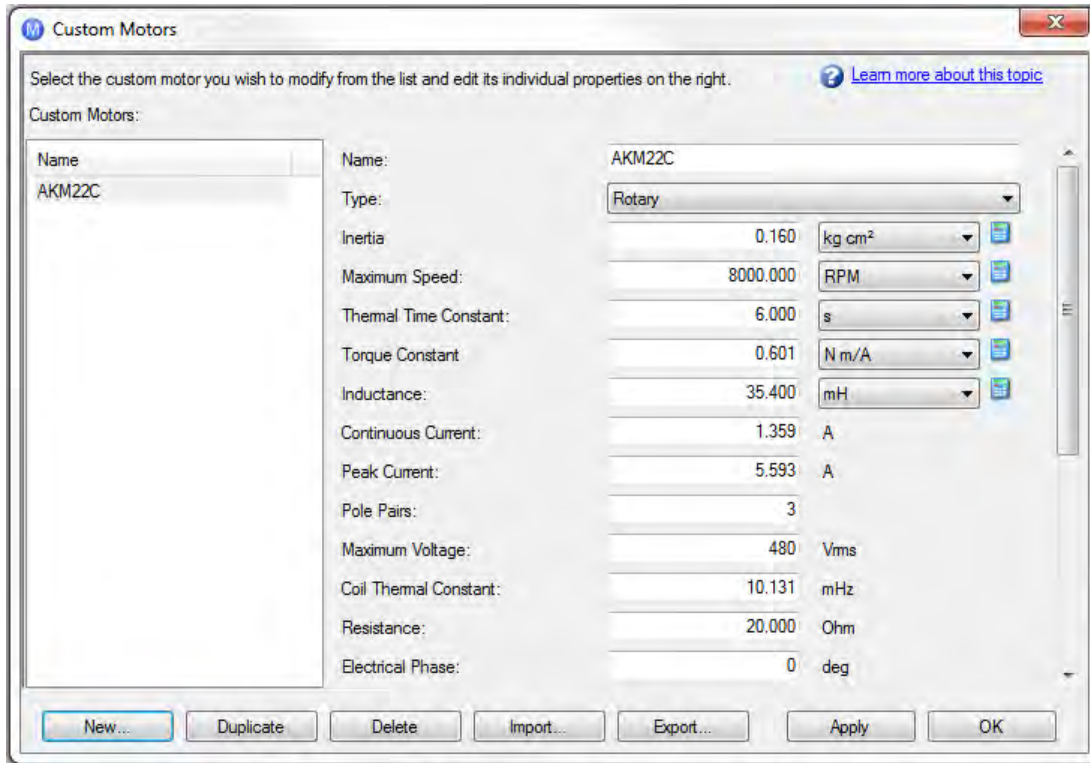 M Custom Motors
Select the custom motor you wish to modify from the list and edit its individual properties on the right. ? Learn more about this topic
Custom Motors:
Name
AKM22C
Name: AKM22C
Type: Rotary
Inertia 0.160 kg cm²
Maximum Speed: 8000.000 RPM
Thermal Time Constant: 6.000 s
Torque Constant 0.601 N m/A
Inductance: 35.400 mH
Continuous Current: 1.359 A
Peak Current: 5.593 A
Pole Pairs: 3
Maximum Voltage: 480 Vrms
Coil Thermal Constant: 10.131 mHz
Resistance: 20.000 Ohm
Electrical Phase: 0 deg
New... Duplicate Delete Import... Export... Apply OK